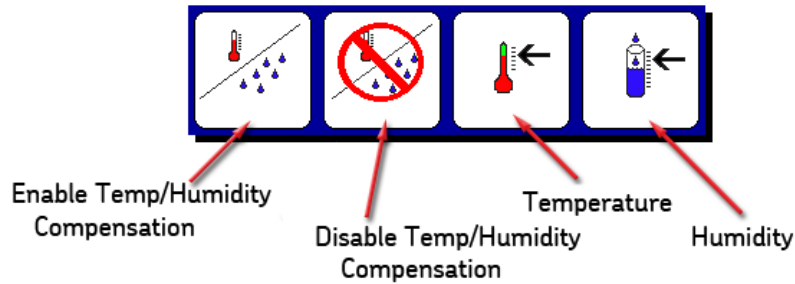 Enable Temp/Humidity
Compensation
Disable Temp/Humidity
Compensation
Temperature
Humidity